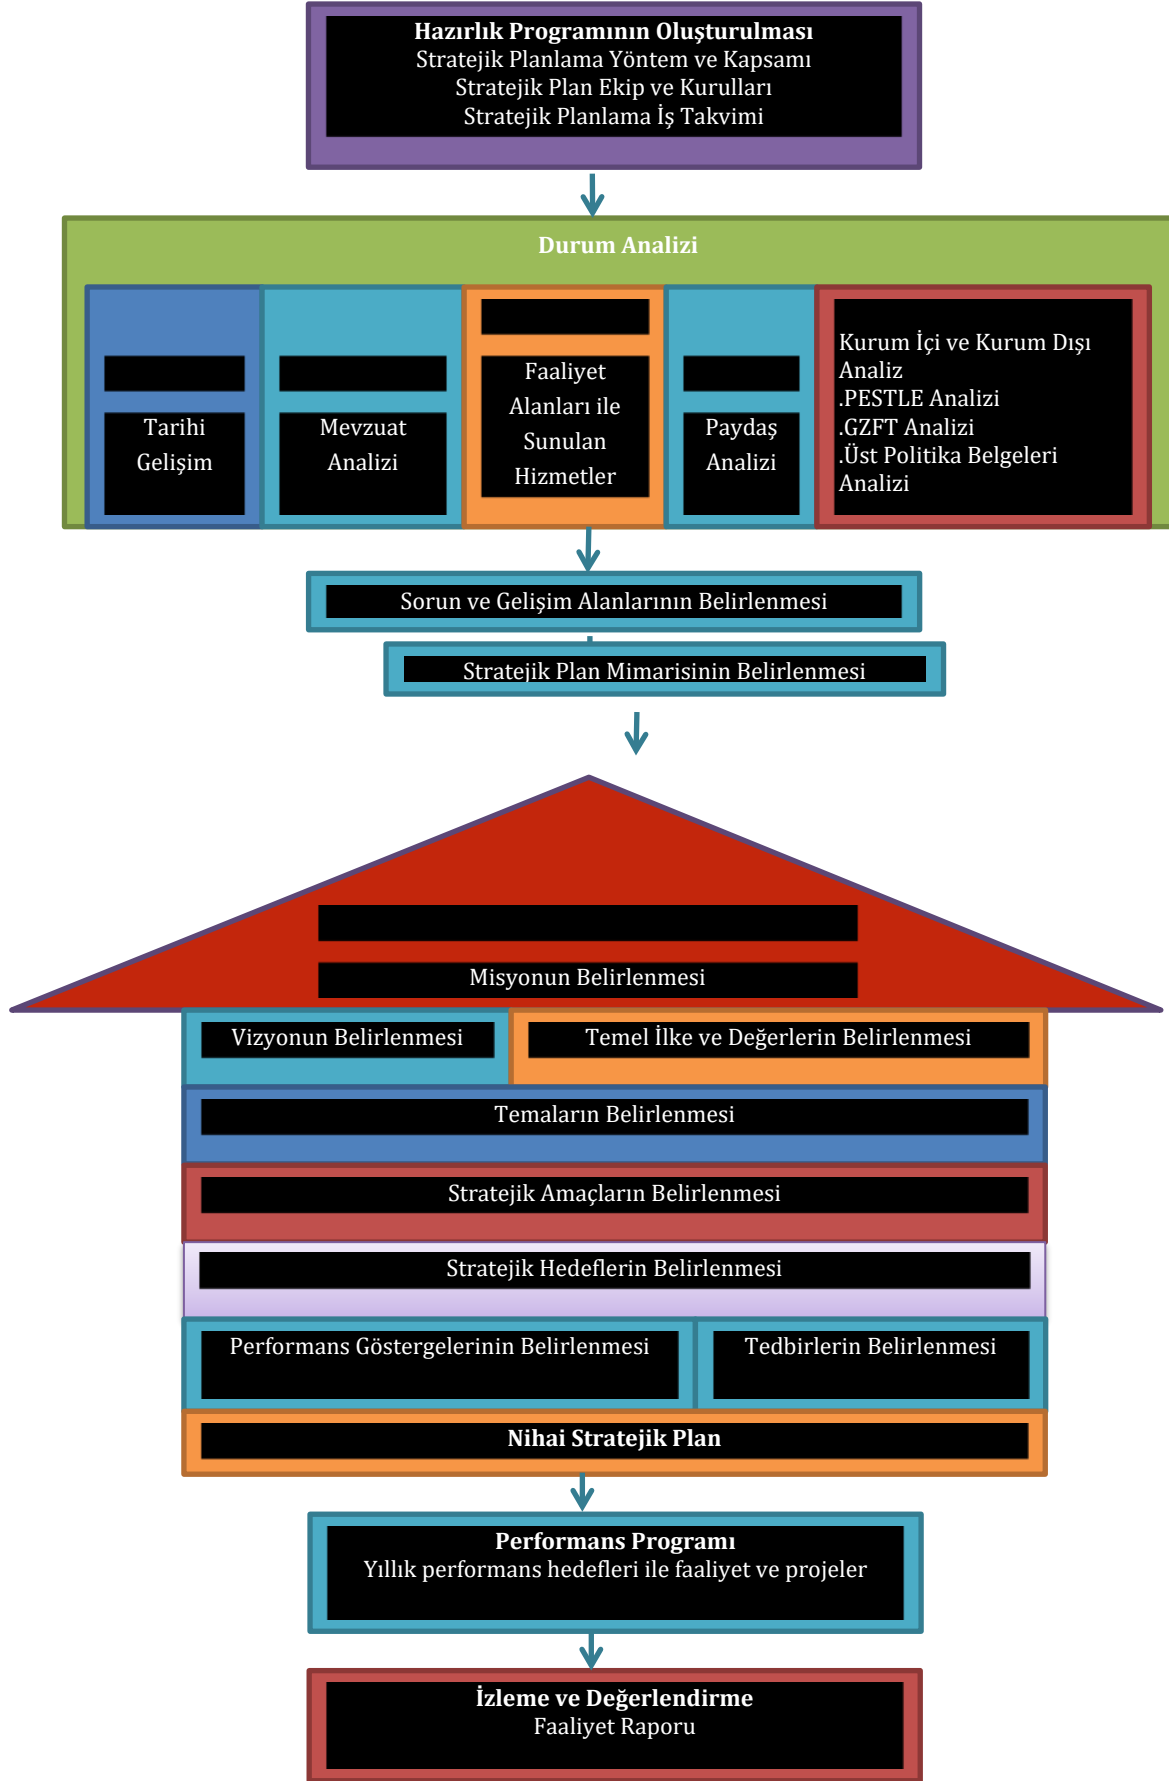 Hazırlık Programının Oluşturulması
Stratejik Planlama Yöntem ve Kapsamı
Stratejik Plan Ekip ve Kurulları
Stratejik Planlama İş Takvimi
Durum Analizi
Tarihi
Gelişim
Mevzuat
Analizi
Faaliyet
Alanları ile
Sunulan
Hizmetler
Paydaş
Analizi
Kurum İçi ve Kurum Dışı
Analiz
.PESTLE Analizi
.GZFT Analizi
.Üst Politika Belgeleri
Analizi
Sorun ve Gelişim Alanlarının Belirlenmesi
Stratejik Plan Mimarisinin Belirlenmesi
Misyonun Belirlenmesi
Vizyonun Belirlenmesi
Temel İlke ve Değerlerin Belirlenmesi
Temaların Belirlenmesi
Stratejik Amaçların Belirlenmesi
Stratejik Hedeflerin Belirlenmesi
Performans Göstergelerinin Belirlenmesi
Tedbirlerin Belirlenmesi
Nihai Stratejik Plan
Performans Programı
Yıllık performans hedefleri ile faaliyet ve projeler
İzleme ve Değerlendirme
Faaliyet Raporu